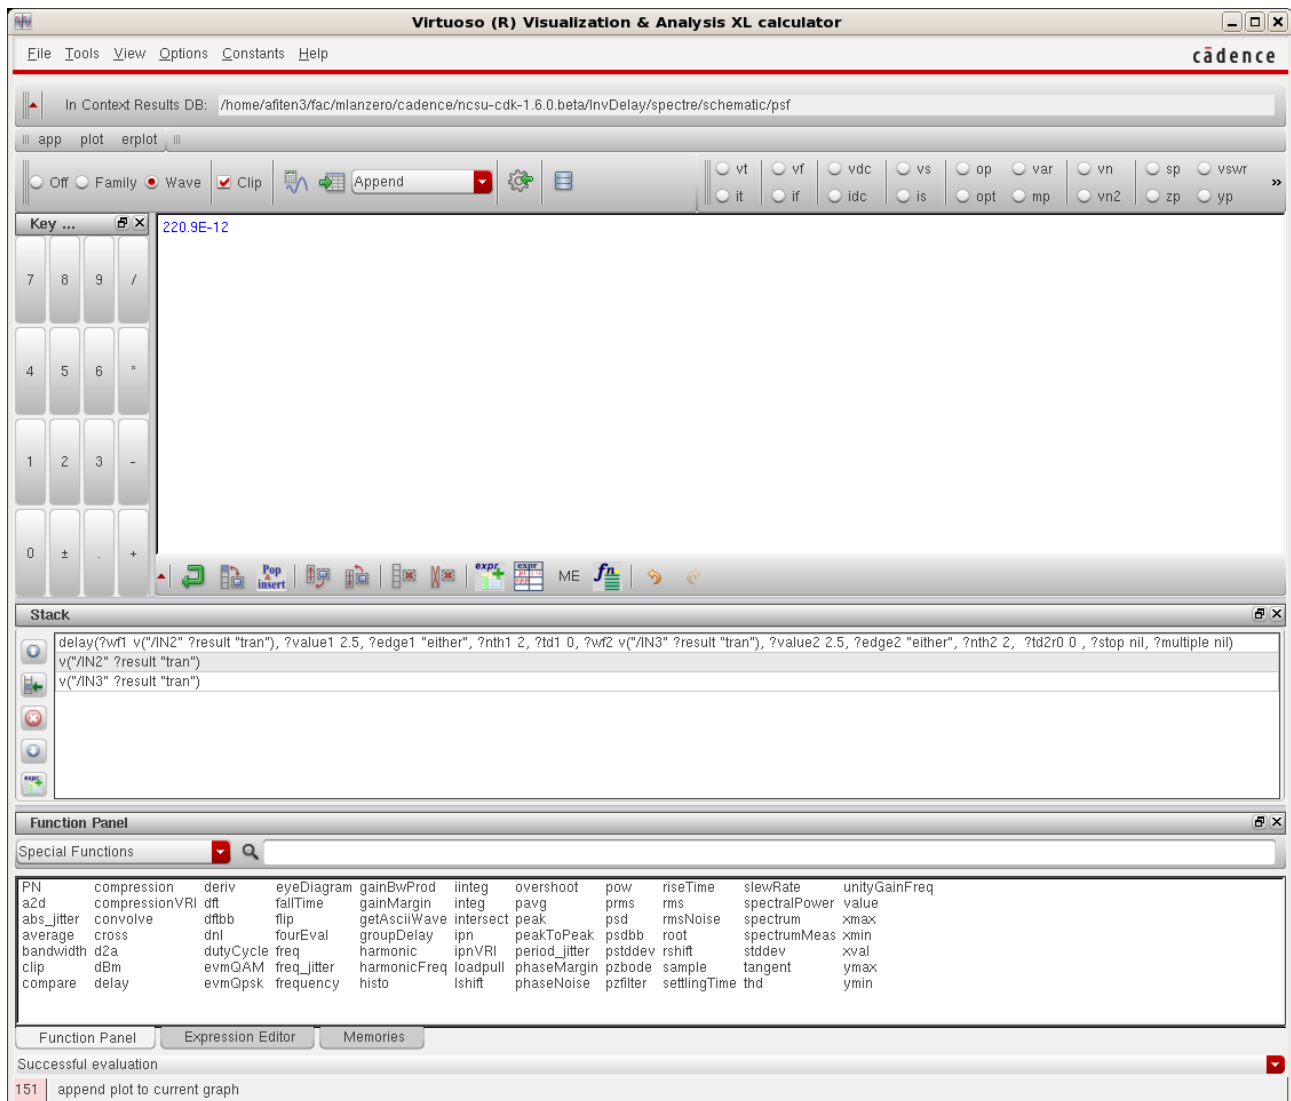 Virtuoso (R) Visualization & Analysis XL calculator
File Tools View Options Constants Help
cādence
In Context Results DB: /home/afiten3/fac/mlanzero/cadence/ncsu-cdk-1.6.0.beta/InvDelay/spectre/schematic/psf
app plot erplot
Off Family Wave Clip Append
vt vf vdc vs op var vn sp vswr
it if idc is opt mp vn2 zp yp
»
Key ...
220.9E-12
7 8 9 /
4 5 6 *
1 2 3 -
0 ± . +
Pop & insert
expr
expr
ME
fn
Stack
delay(?wf1 v("/IN2" ?result "tran"), ?value1 2.5, ?edge1 "either", ?nth1 2, ?td1 0, ?wf2 v("/IN3" ?result "tran"), ?value2 2.5, ?edge2 "either", ?nth2 2, ?td2r0 0 , ?stop nil, ?multiple nil)
v("/IN2" ?result "tran")
v("/IN3" ?result "tran")
expr
Function Panel
Special Functions
PN compression deriv eyeDiagram gainBwProd iinteg overshoot pow riseTime slewRate unityGainFreq
a2d compressionVRI dft fallTime gainMargin integ pavg prms rms spectralPower value
abs_jitter convolve dftbb flip getAsciiWave intersect peak psd rmsNoise spectrum xmax
average cross dnl fourEval groupDelay ipn peakToPeak psdbb root spectrumMeas xmin
bandwidth d2a dutyCycle freq harmonic ipnVRI period_jitter pstddev rshift stddev xval
clip dBm evmQAM freq_jitter harmonicFreq loadpull phaseMargin pzbode sample tangent ymax
compare delay evmQpsk frequency histo lshift phaseNoise pzfilter settlingTime thd ymin
Function Panel Expression Editor Memories
Successful evaluation
151 append plot to current graph